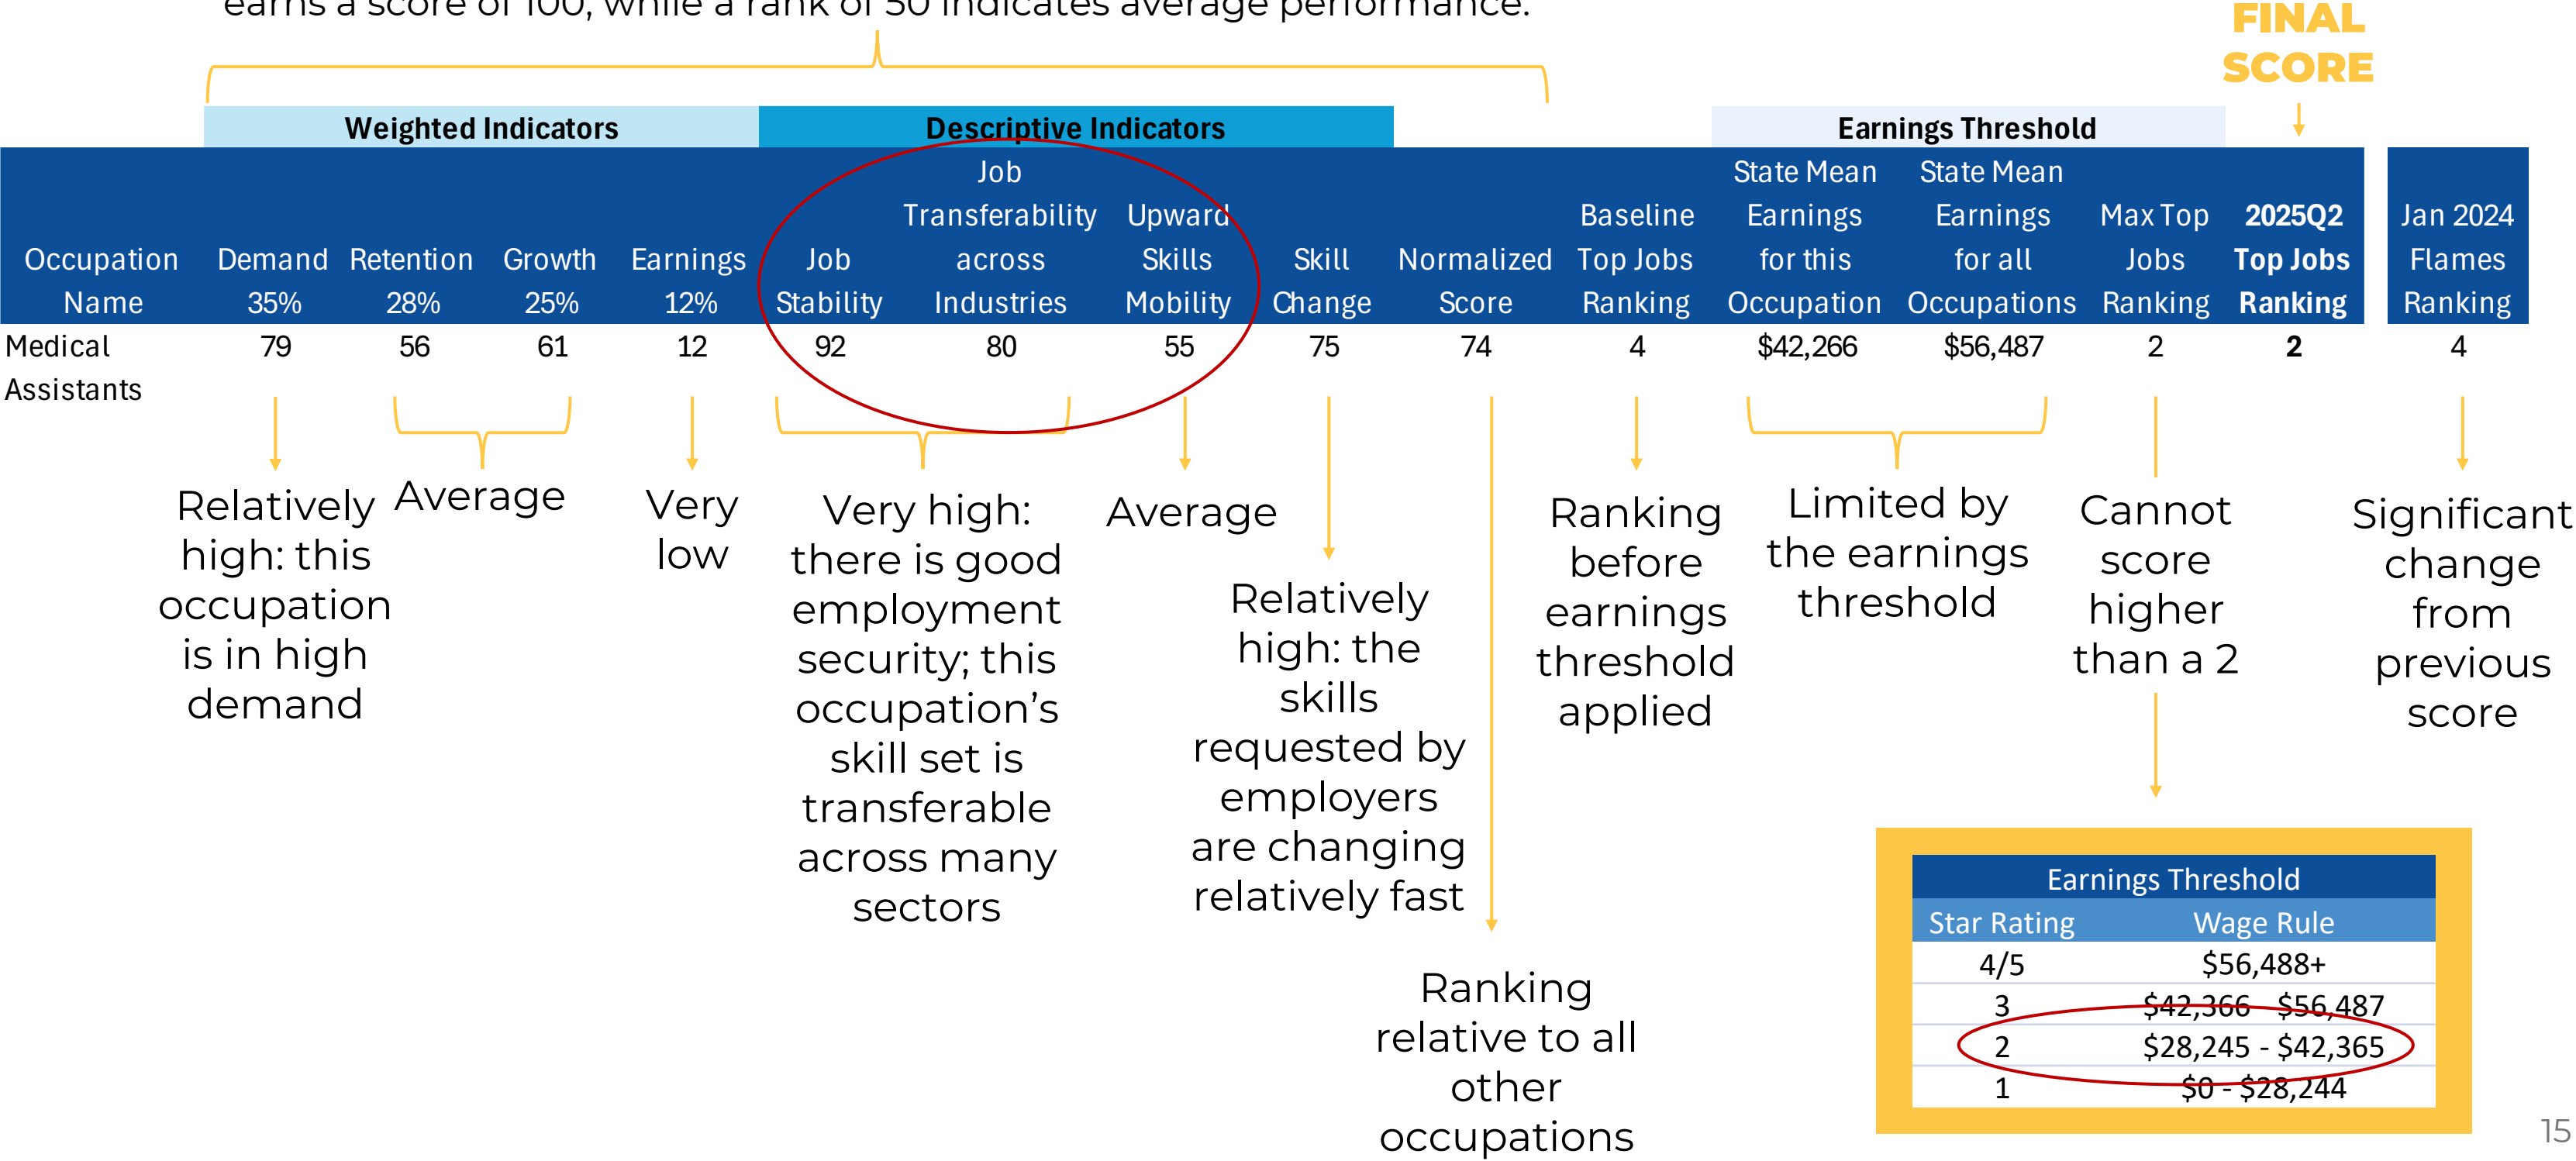 earns a score of 100, while a rank of 50 indicates average performance.
FINAL
SCORE
Weighted Indicators
Descriptive Indicators
Earnings Threshold
Occupation
Name
Demand
35%
Retention
28%
Growth
25%
Earnings
12%
Job
Stability
Job
Transferability
across
Industries
Upward
Skills
Mobility
Skill
Change
Normalized
Score
Baseline
Top Jobs
Ranking
State Mean
Earnings
for this
Occupation
State Mean
Earnings
for all
Occupations
Max Top
Jobs
Ranking
2025Q2
Top Jobs
Ranking
Jan 2024
Flames
Ranking
Medical
Assistants
79
56
61
12
92
80
55
75
74
4
$42,266
$56,487
2
2
4
Relatively
high: this
occupation
is in high
demand
Average
Very
low
Very high:
there is good
employment
security; this
occupation’s
skill set is
transferable
across many
sectors
Average
Relatively
high: the
skills
requested by
employers
are changing
relatively fast
Ranking
relative to all
other
occupations
Ranking
before
earnings
threshold
applied
Limited by
the earnings
threshold
Cannot
score
higher
than a 2
Significant
change
from
previous
score
Earnings Threshold
Star Rating Wage Rule
4/5 $56,488+
3 $42,366 - $56,487
2 $28,245 - $42,365
1 $0 - $28,244
15